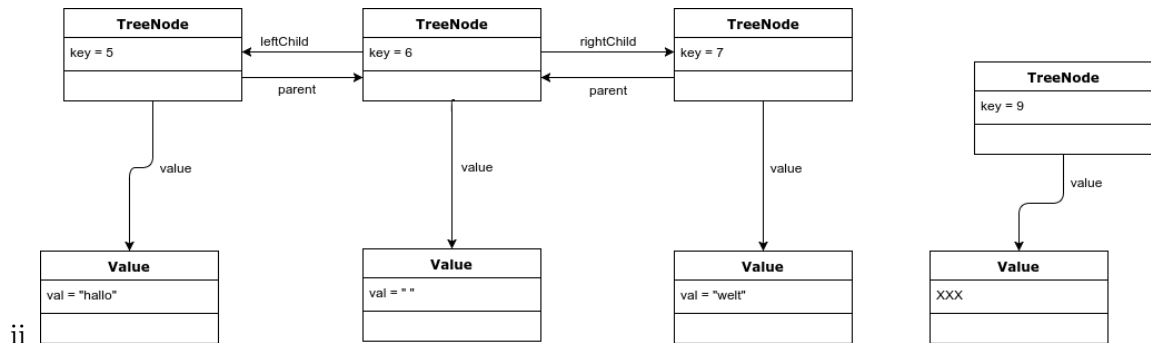 TreeNode
key = 5
leftChild
parent
TreeNode
key = 6
rightChild
parent
TreeNode
key = 7
TreeNode
key = 9
value
value
value
value
Value
val = "hallo"
Value
val = " "
Value
val = "welt"
Value
XXX
ii